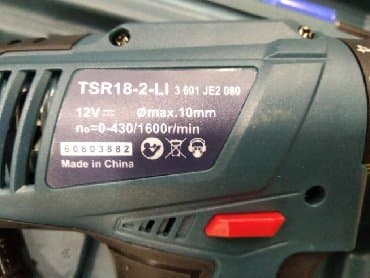 TSR18-2-LI 3 601 JE2 080
12V⎓ Ømax.10mm
n₀=0-430/1600r/min
60603882
Made in China